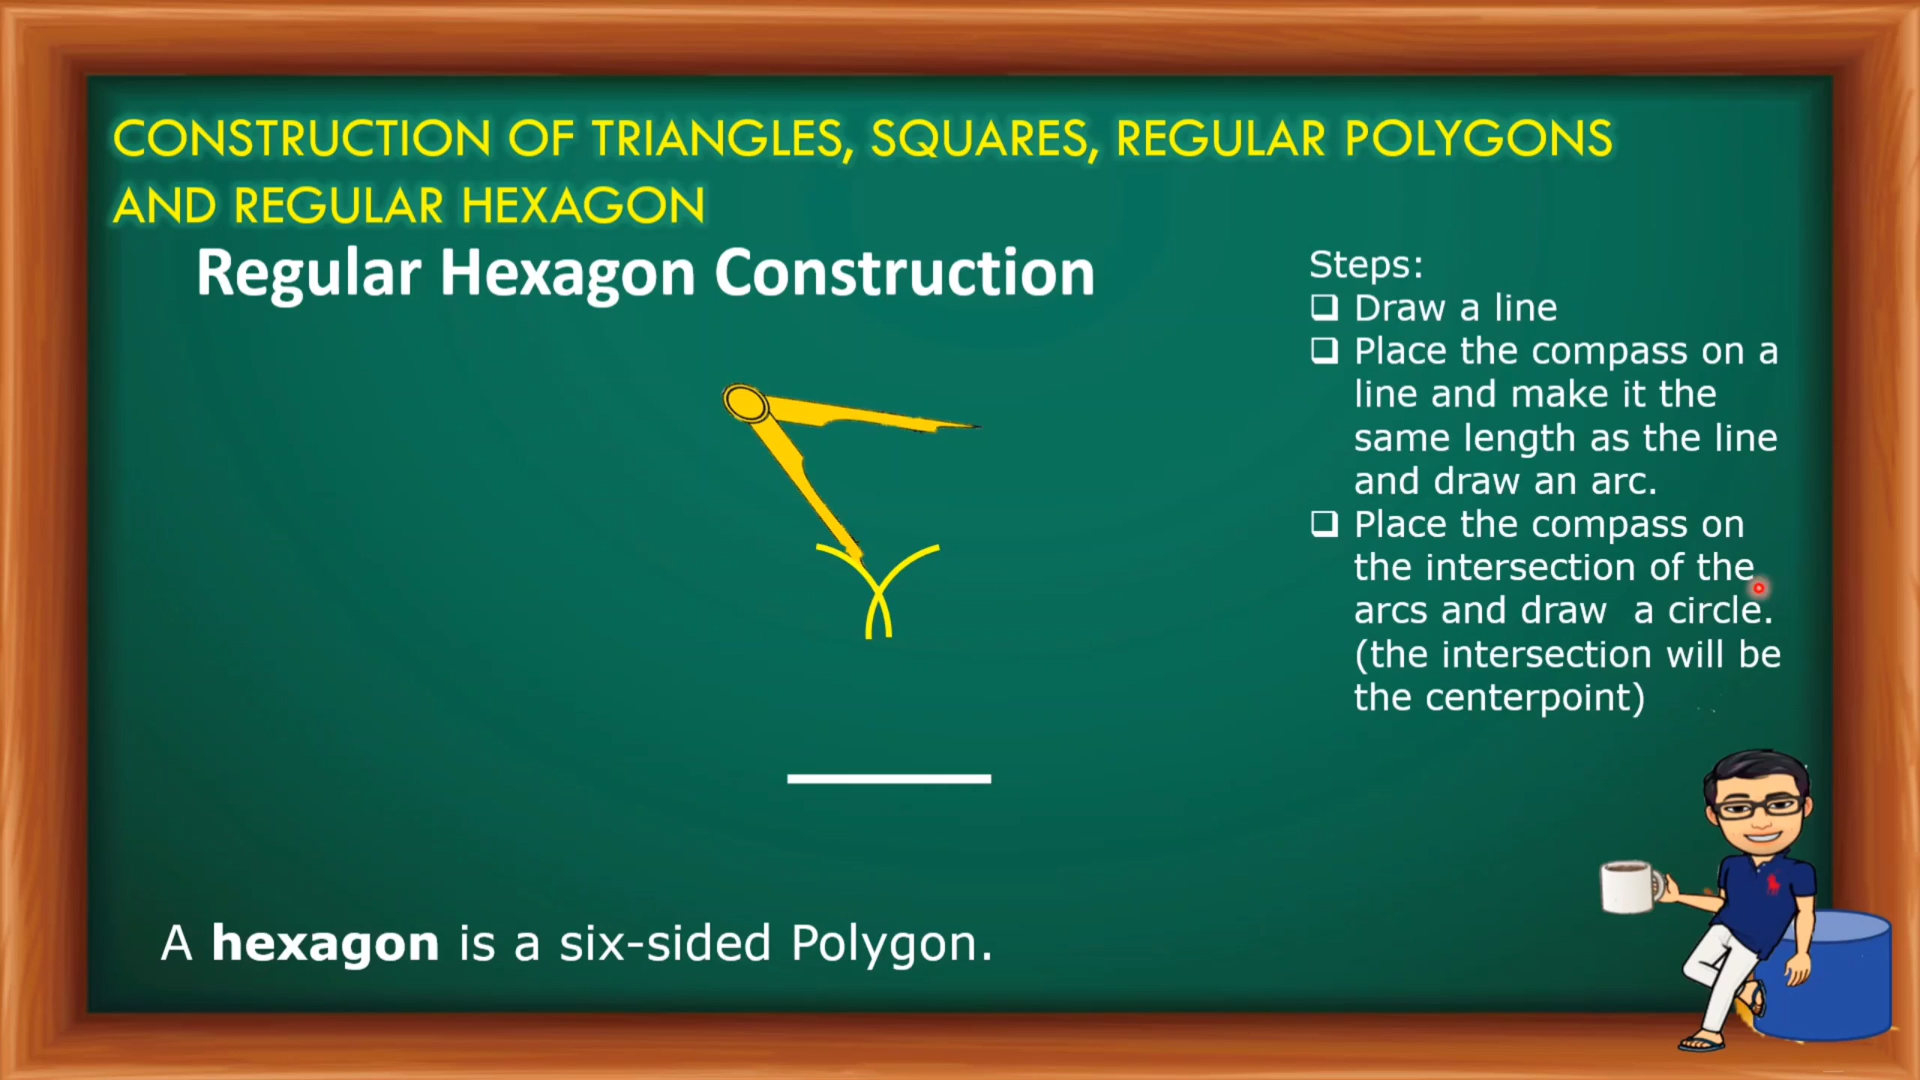 CONSTRUCTION OF TRIANGLES, SQUARES, REGULAR POLYGONS
AND REGULAR HEXAGON
Regular Hexagon Construction
Steps:
❑ Draw a line
❑ Place the compass on a
line and make it the
same length as the line
and draw an arc.
❑ Place the compass on
the intersection of the
arcs and draw  a circle.
(the intersection will be
the centerpoint)
A hexagon is a six-sided Polygon.